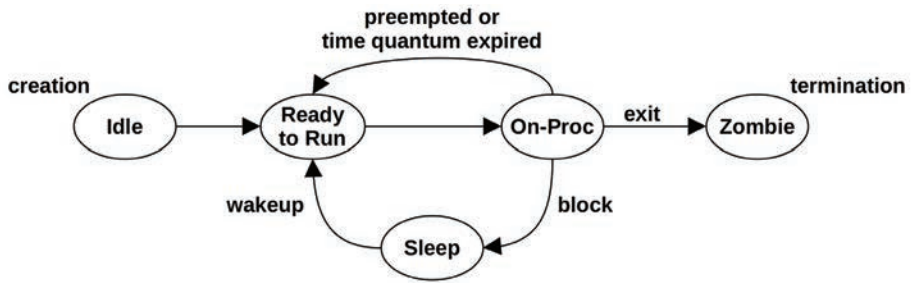 preempted or
time quantum expired
creation
termination
Idle
Ready
to Run
On-Proc
exit
Zombie
wakeup
block
Sleep